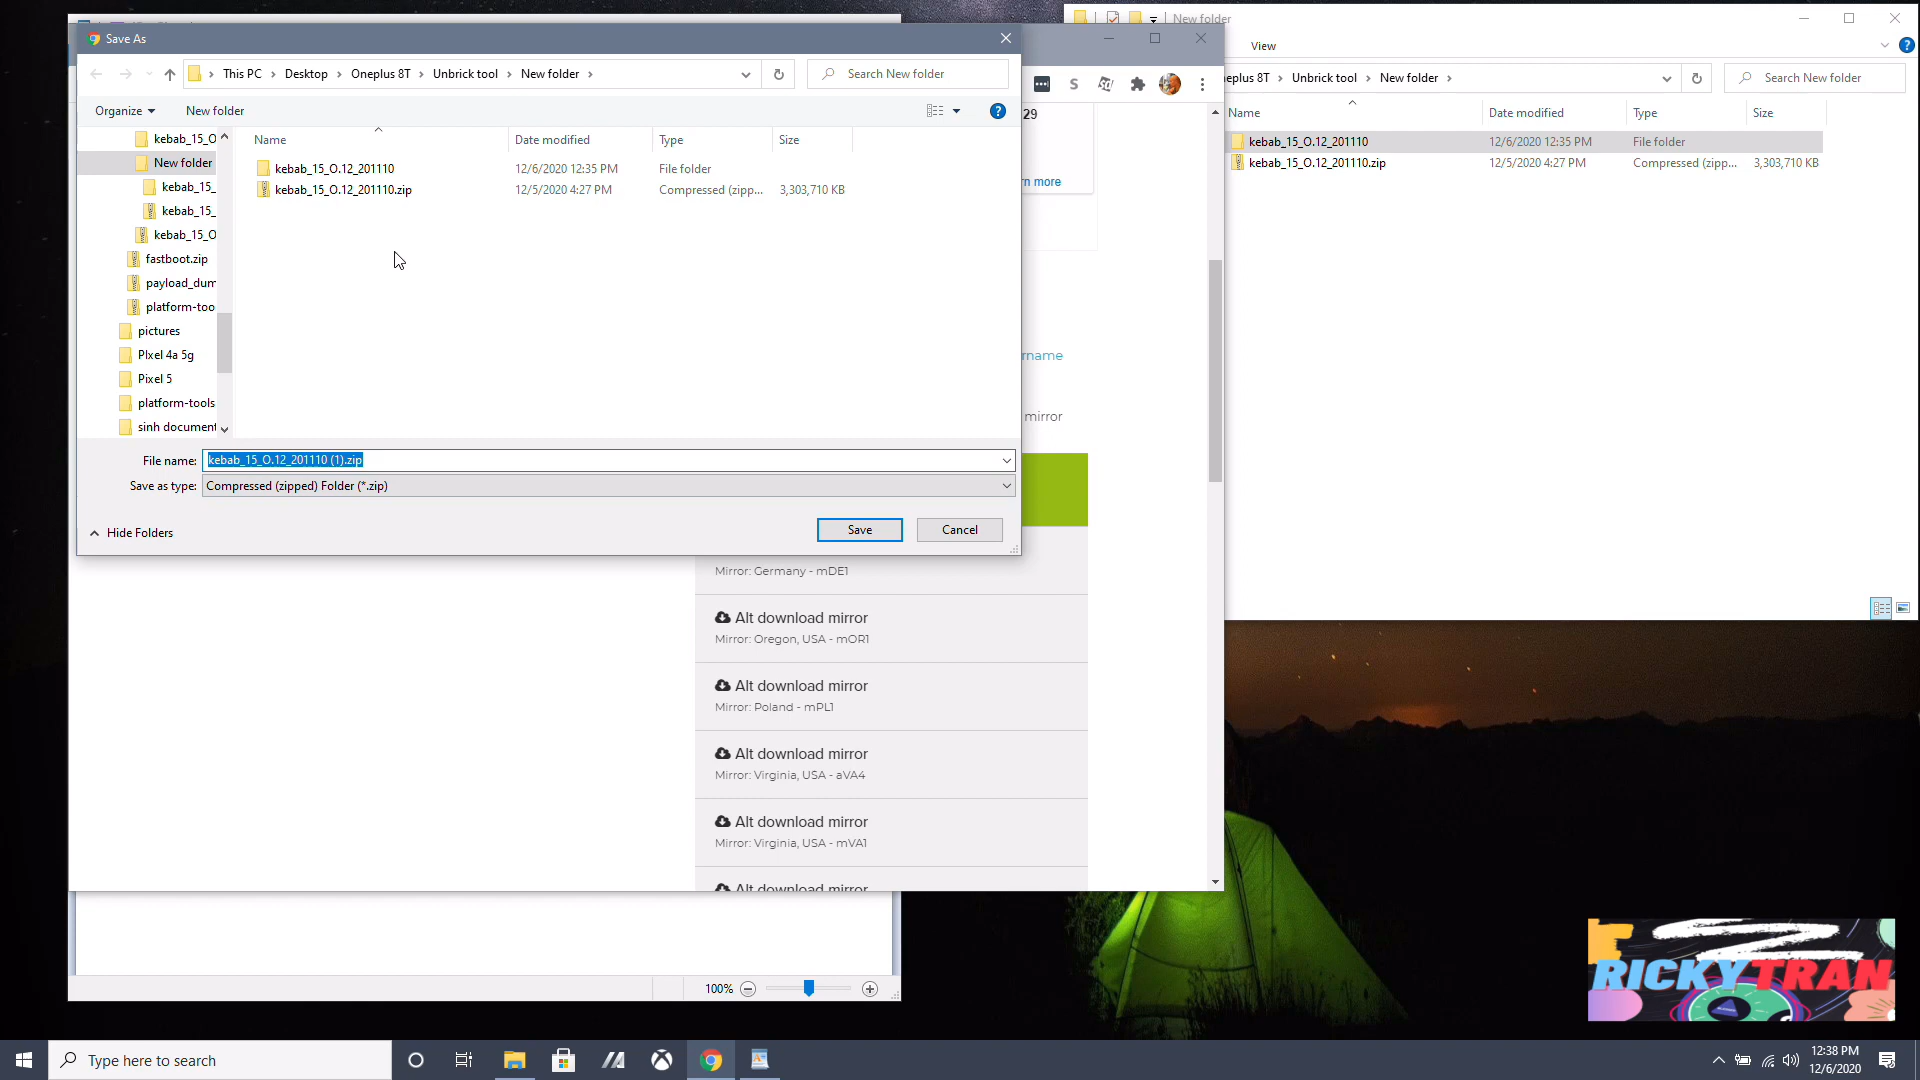 Save As
This PC > Desktop > Oneplus 8T > Unbrick tool > New folder >
Search New folder
Organize
New folder
Name
Date modified
Type
Size
kebab_15_O.12_201110
12/6/2020 12:35 PM
File folder
kebab_15_O.12_201110.zip
12/5/2020 4:27 PM
Compressed (zipp...
3,303,710 KB
kebab_15_O
New folder
kebab_15_
kebab_15_
kebab_15_O
fastboot.zip
payload_dum
platform-too
pictures
PIxel 4a 5g
Pixel 5
platform-tools
sinh document
File name:
kebab_15_O.12_201110 (1).zip
Save as type:
Compressed (zipped) Folder (*.zip)
Hide Folders
Save
Cancel
New folder
View
neplus 8T > Unbrick tool > New folder >
Search New folder
Name
Date modified
Type
Size
kebab_15_O.12_201110
12/6/2020 12:35 PM
File folder
kebab_15_O.12_201110.zip
12/5/2020 4:27 PM
Compressed (zipp...
3,303,710 KB
29
rn more
rname
mirror
Mirror: Germany - mDE1
Alt download mirror
Mirror: Oregon, USA - mOR1
Alt download mirror
Mirror: Poland - mPL1
Alt download mirror
Mirror: Virginia, USA - aVA4
Alt download mirror
Mirror: Virginia, USA - mVA1
Alt download mirror
100%
RICKYTRAN
Type here to search
12:38 PM
12/6/2020